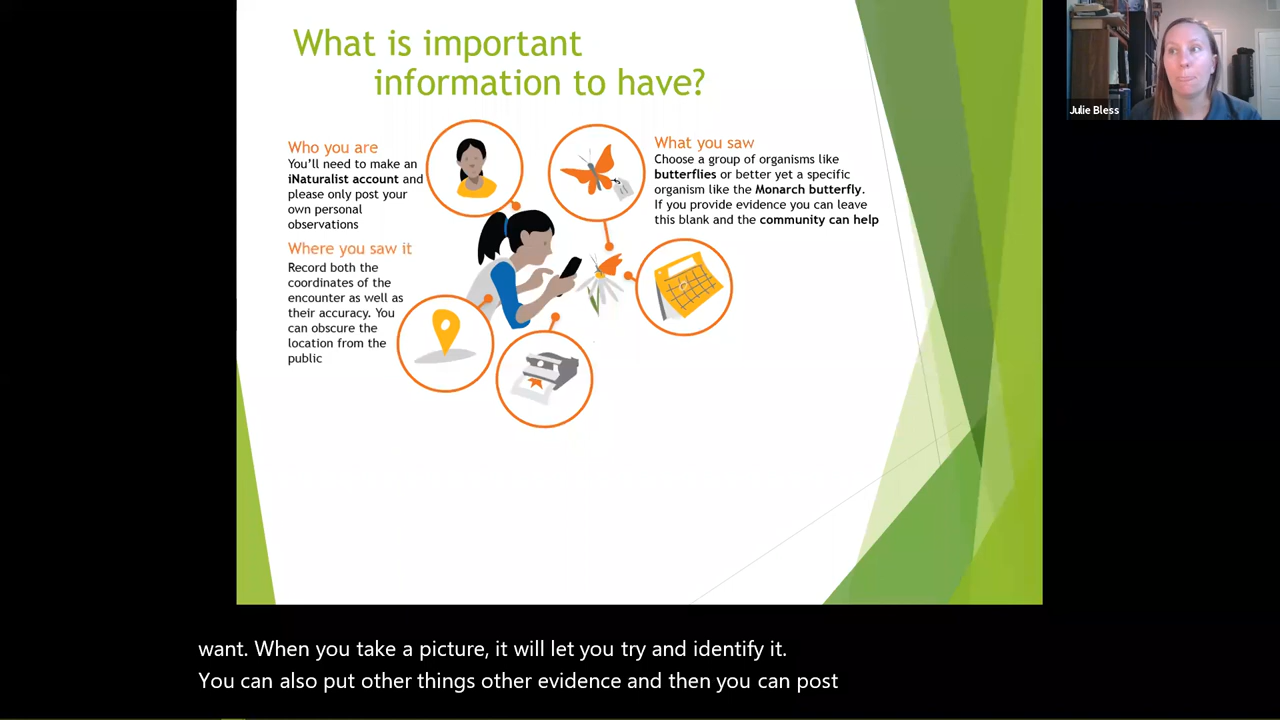 What is important
information to have?
Who you are
You'll need to make an
iNaturalist account and
please only post your
own personal
observations
Where you saw it
Record both the
coordinates of the
encounter as well as
their accuracy. You
can obscure the
location from the
public
What you saw
Choose a group of organisms like
butterflies or better yet a specific
organism like the Monarch butterfly.
If you provide evidence you can leave
this blank and the community can help
Julie Bless
want. When you take a picture, it will let you try and identify it.
You can also put other things other evidence and then you can post